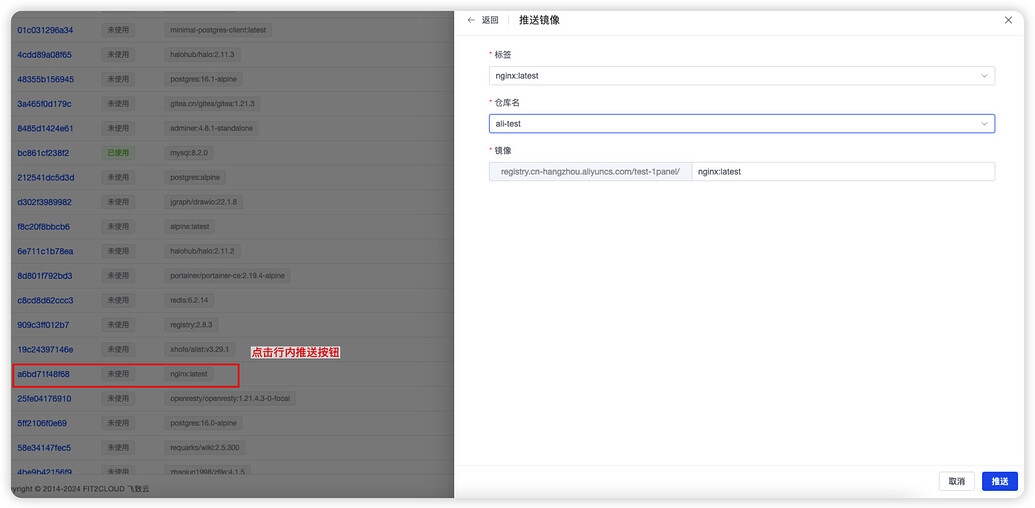 01c031296a34 未使用 minimal-postgres-client:latest
4cdd89a08f65 未使用 halohub/halo:2.11.3
48355b156945 未使用 postgres:16.1-alpine
3a465f0d179c 未使用 gitea.cn/gitea/gitea:1.21.3
8485d1424e61 未使用 adminer:4.8.1-standalone
bc861cf238f2 已使用 mysql:8.2.0
212541dc5d3d 未使用 postgres:alpine
d302f3989982 未使用 jgraph/drawio:22.1.8
f8c20f8bbcb6 未使用 alpine:latest
6e711c1b78ea 未使用 halohub/halo:2.11.2
8d801f792bd3 未使用 portainer/portainer-ce:2.19.4-alpine
c8cd8d62ccc3 未使用 redis:6.2.14
909c3ff012b7 未使用 registry:2.8.3
19c24397146e 未使用 xhofe/alist:v3.29.1
点击行内推送按钮
a6bd71f48f68 未使用 nginx:latest
25fe04176910 未使用 openresty/openresty:1.21.4.3-0-focal
5ff2106f0e69 未使用 postgres:16.0-alpine
58e34147fec5 未使用 requarks/wiki:2.5.300
4be9b42156f9 未使用 zhaojun1998/zfile:4.1.5
yright © 2014-2024 FIT2CLOUD 飞致云
← 返回 推送镜像
* 标签
nginx:latest
* 仓库名
ali-test
* 镜像
registry.cn-hangzhou.aliyuncs.com/test-1panel/ nginx:latest
取消 推送